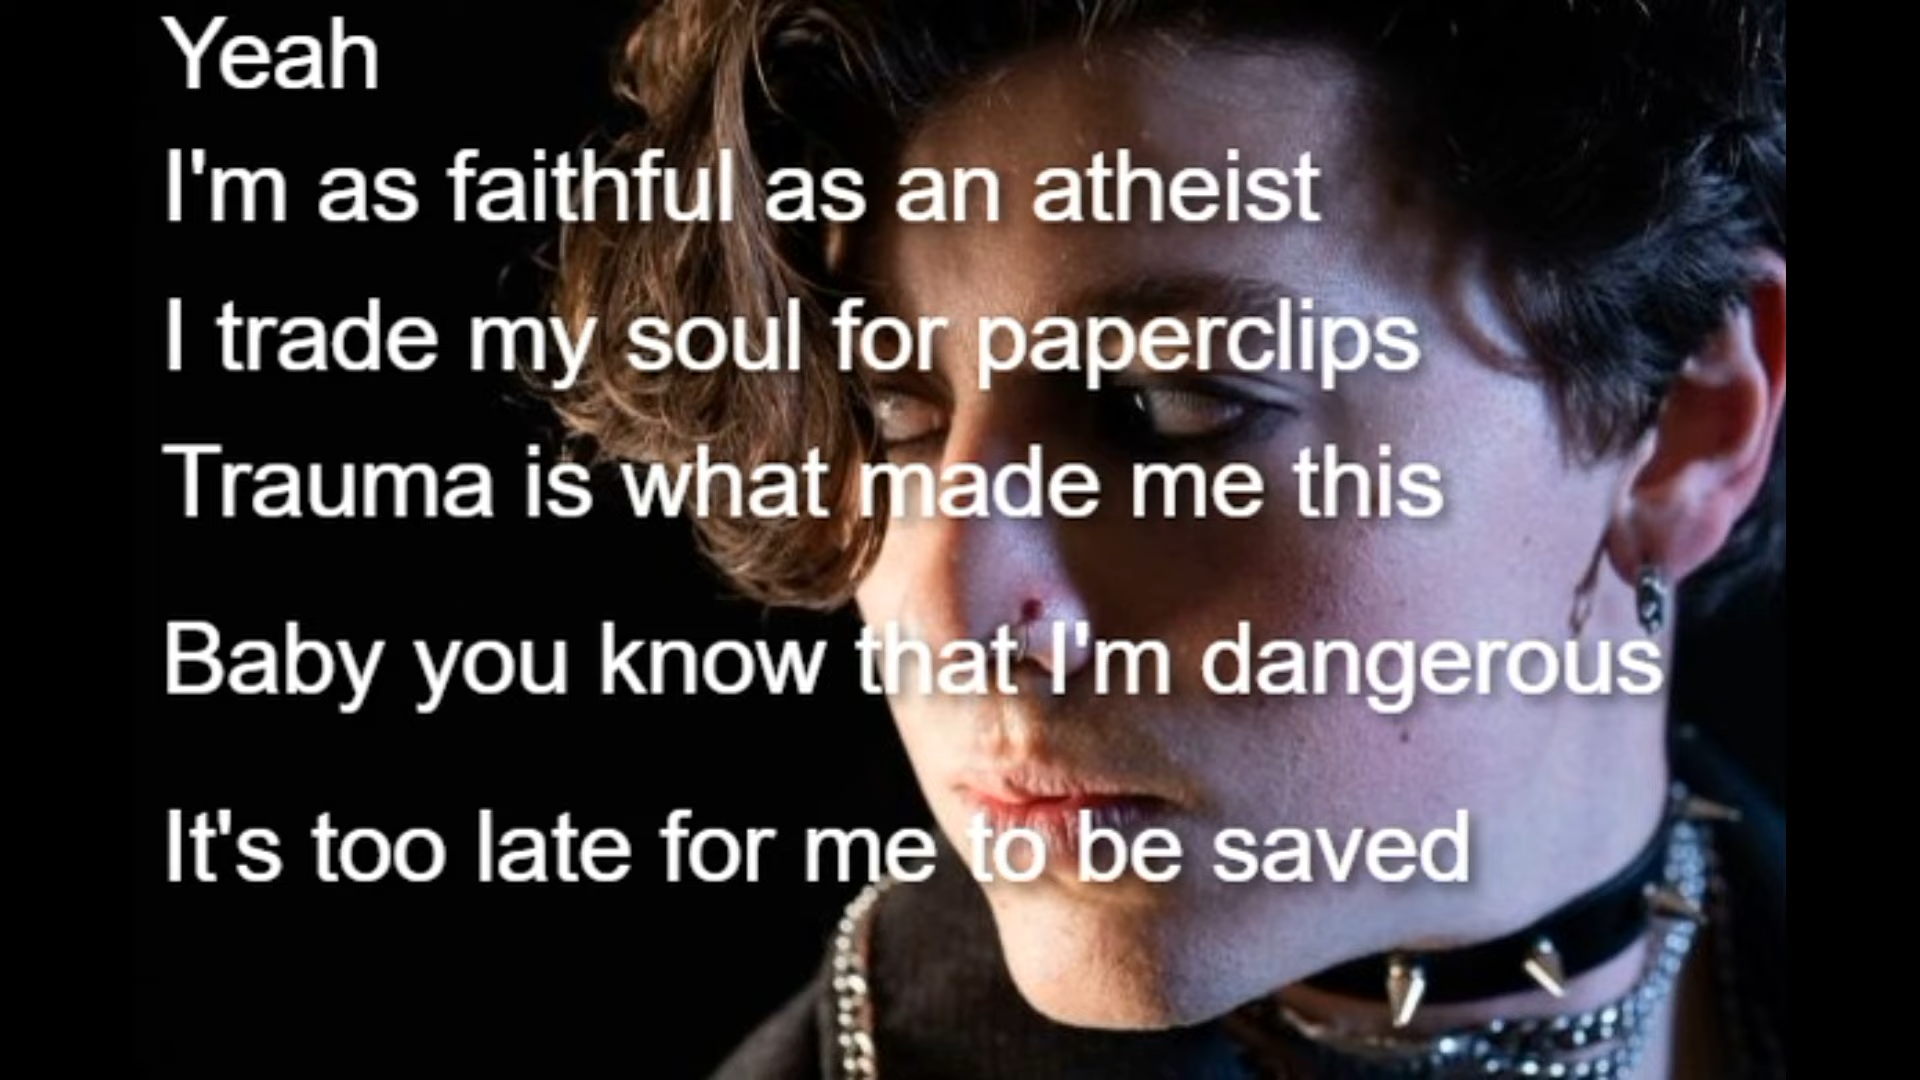 Yeah
I'm as faithful as an atheist
I trade my soul for paperclips
Trauma is what made me this
Baby you know that I'm dangerous
It's too late for me to be saved